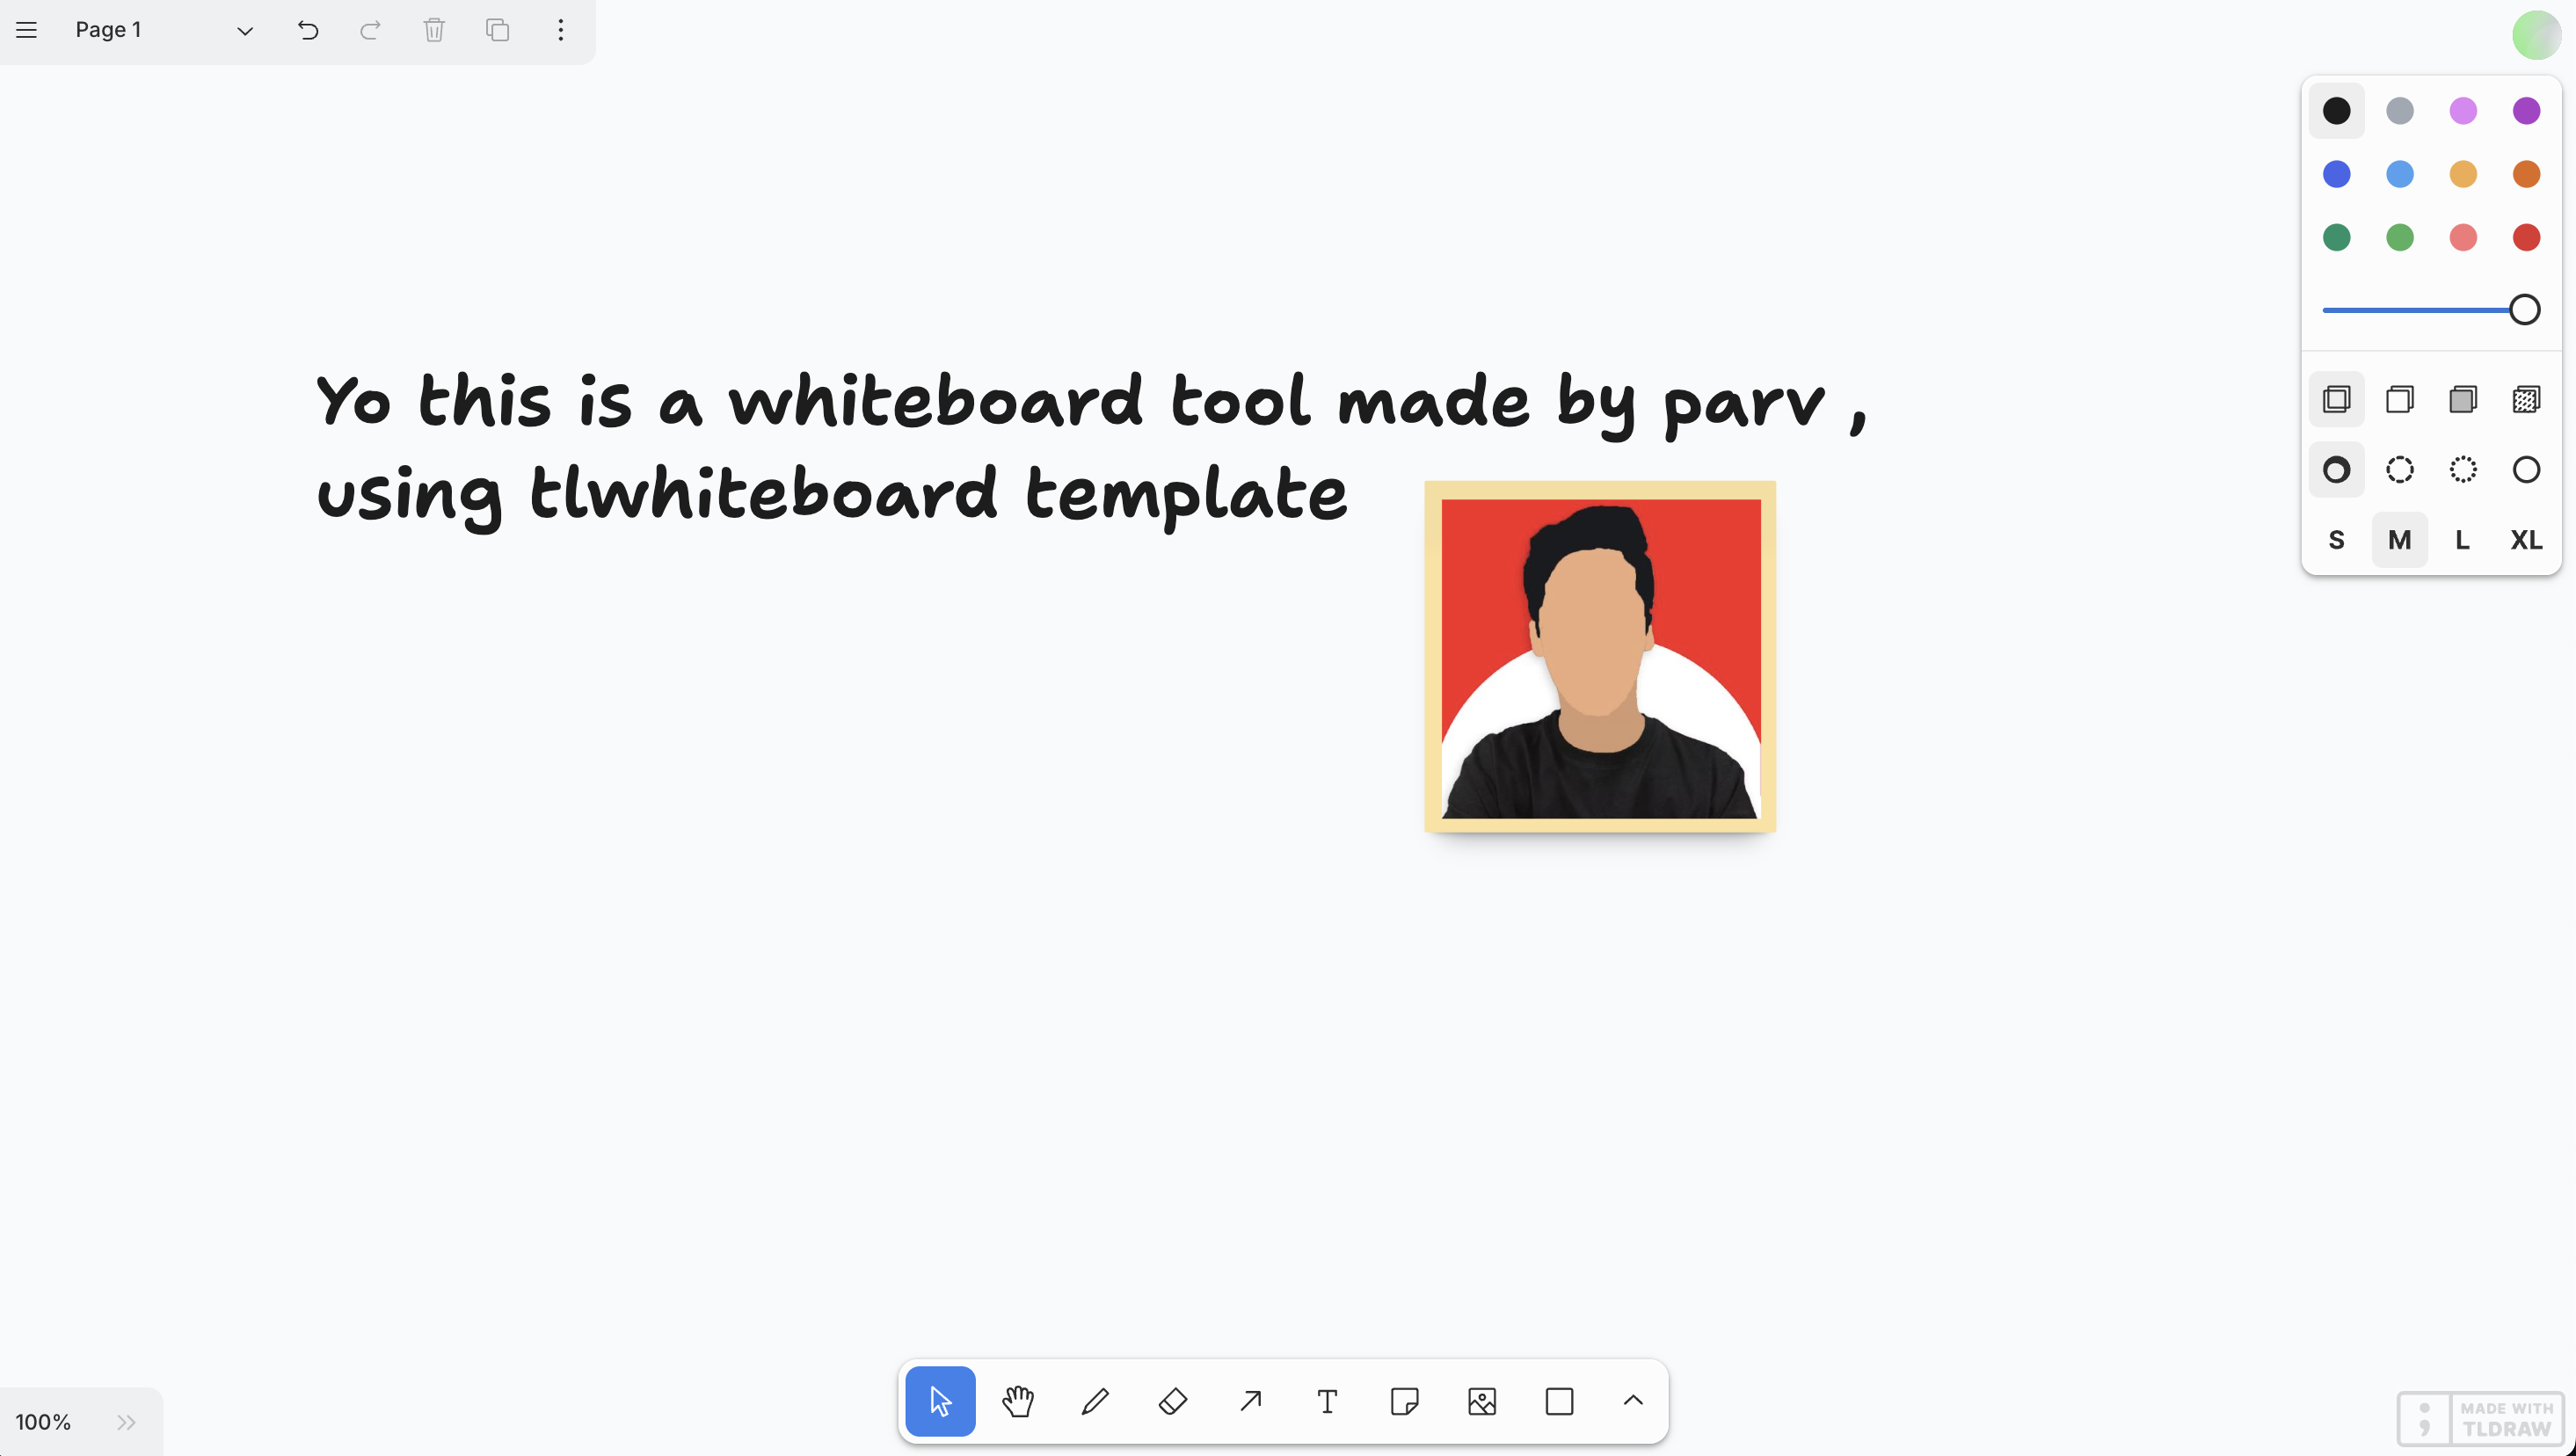 Page 1
Yo this is a whiteboard tool made by parv ,
using tlwhiteboard template
S M L XL
100%
MADE WITH
TLDRAW